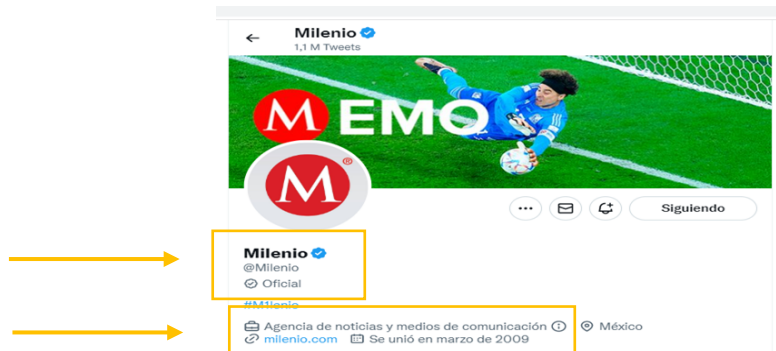 Milenio
1,1 M Tweets
M EMO
M®
Siguiendo
Milenio
@Milenio
Oficial
#M1lenio
Agencia de noticias y medios de comunicación México
milenio.com Se unió en marzo de 2009